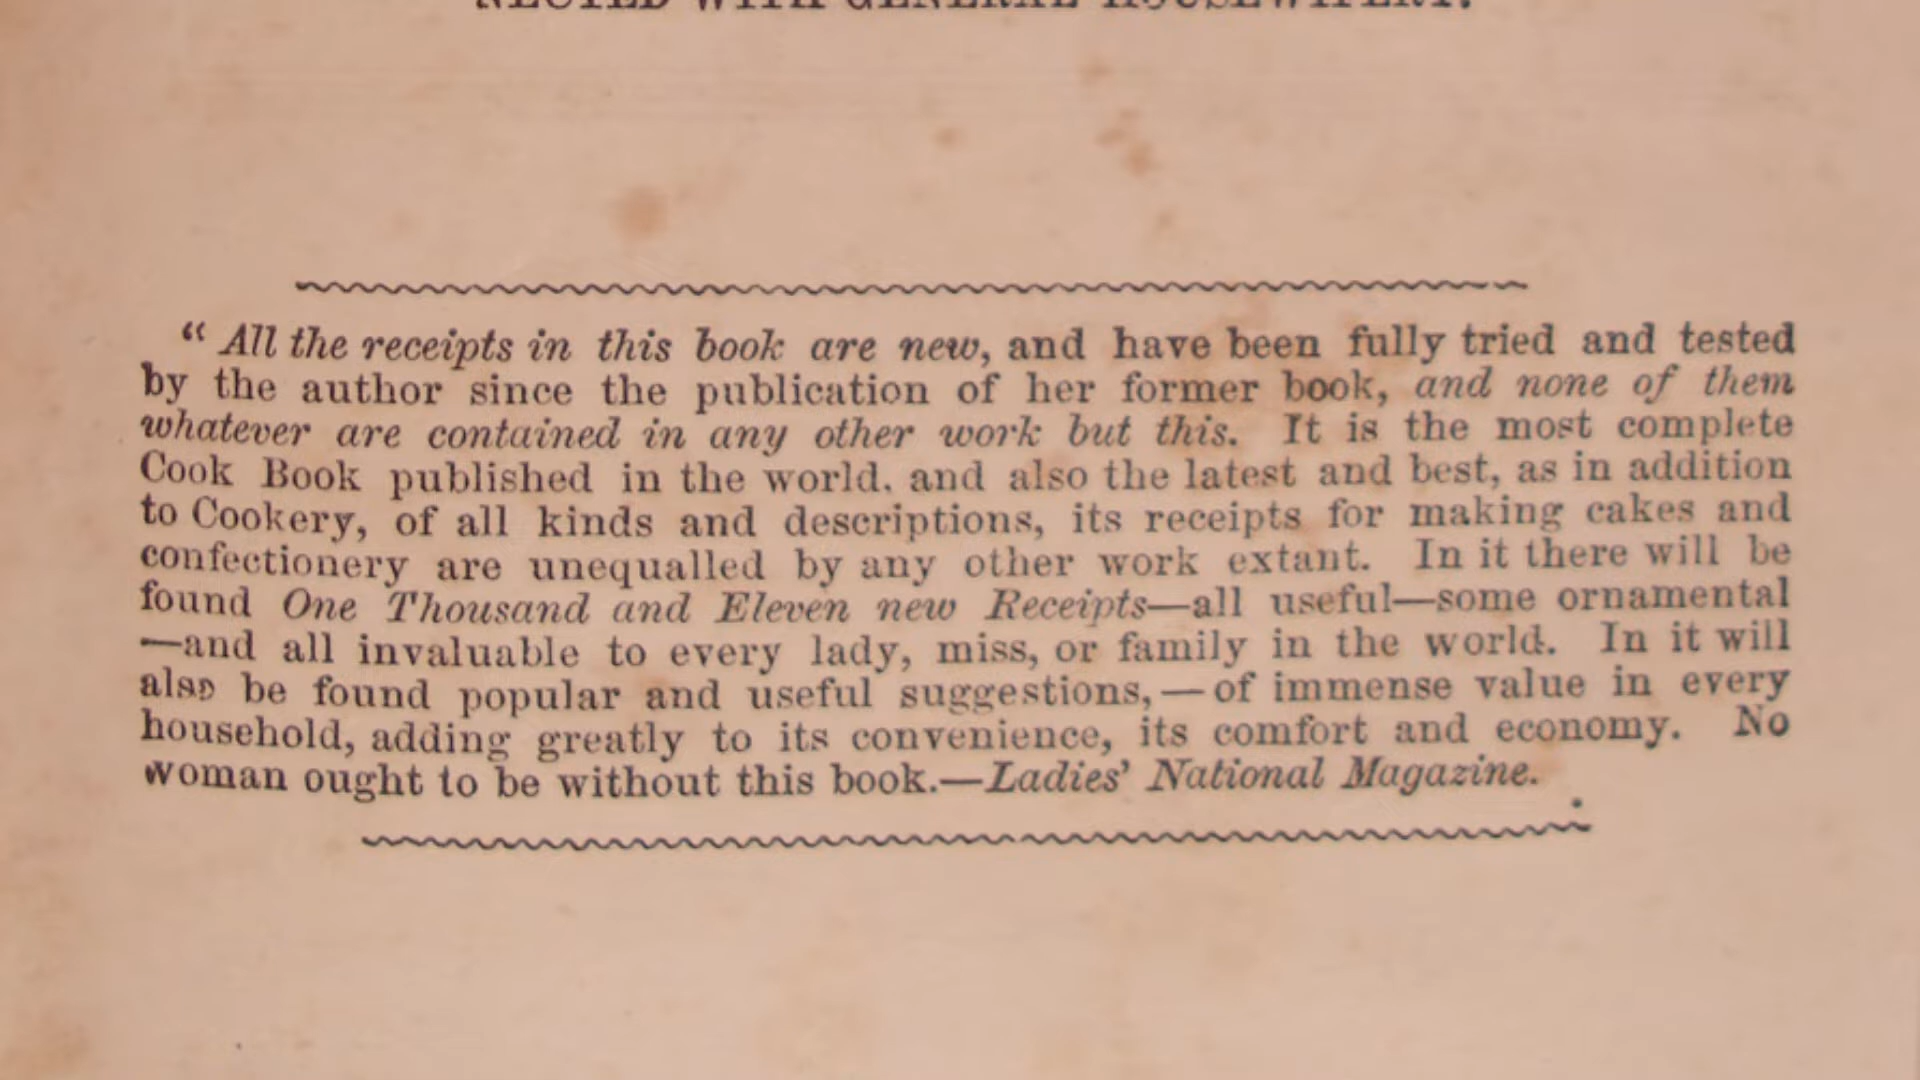 NECTED WITH GENERAL HOUSEWIFERY.
“ All the receipts in this book are new, and have been fully tried and tested
by the author since the publication of her former book, and none of them
whatever are contained in any other work but this. It is the most complete
Cook Book published in the world. and also the latest and best, as in addition
to Cookery, of all kinds and descriptions, its receipts for making cakes and
confectionery are unequalled by any other work extant. In it there will be
found One Thousand and Eleven new Receipts—all useful—some ornamental
—and all invaluable to every lady, miss, or family in the world. In it will
also be found popular and useful suggestions,—of immense value in every
household, adding greatly to its convenience, its comfort and economy. No
woman ought to be without this book.—Ladies’ National Magazine.